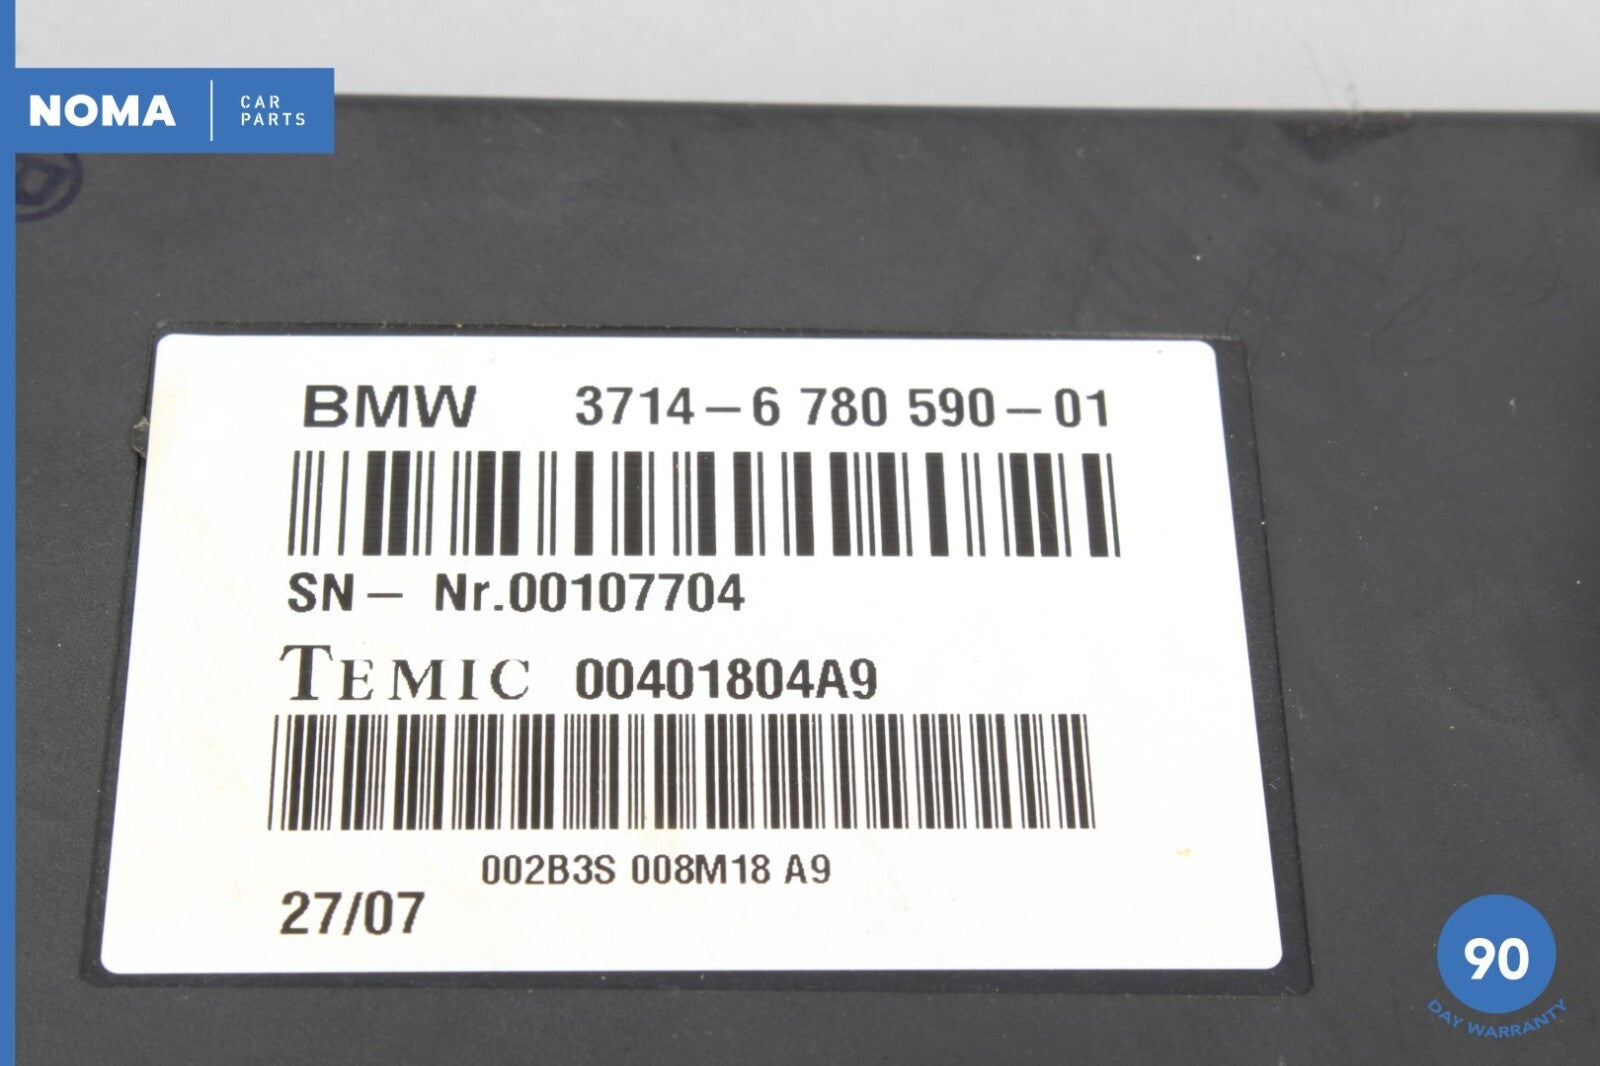 NOMA CAR PARTS
BMW 3714-6 780 590-01
SN- Nr.00107704
TEMIC 00401804A9
002B3S 008M18 A9
27/07
90
DAY WARRANTY